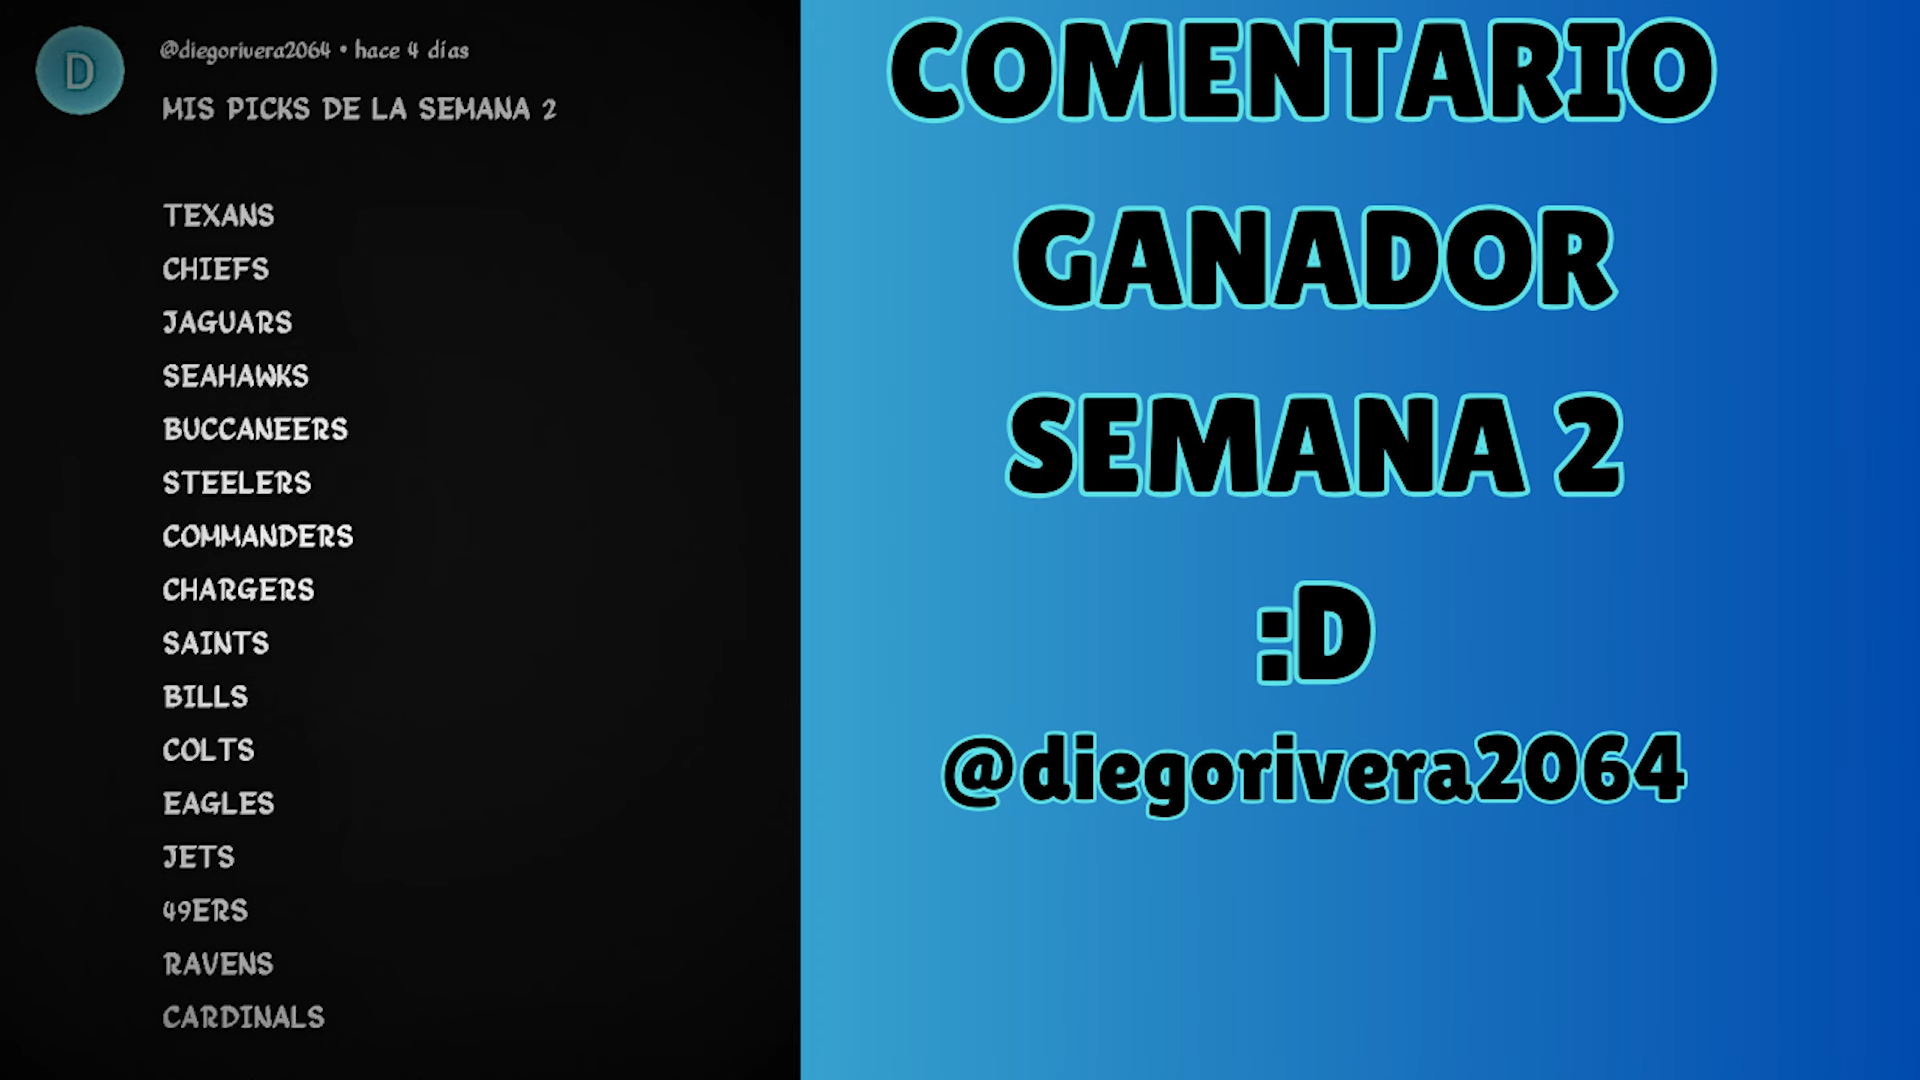 D
@diegorivera2064 • hace 4 días
MIS PICKS DE LA SEMANA 2
TEXANS
CHIEFS
JAGUARS
SEAHAWKS
BUCCANEERS
STEELERS
COMMANDERS
CHARGERS
SAINTS
BILLS
COLTS
EAGLES
JETS
49ERS
RAVENS
CARDINALS
COMENTARIO
GANADOR
SEMANA 2
:D
@diegorivera2064